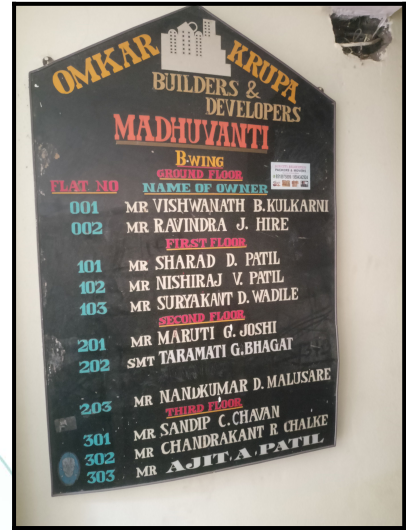 OMKAR KRUPA
BUILDERS &
DEVELOPERS
MADHUVANTI
B-WING
GROUND FLOOR
FLAT. NO NAME OF OWNER
001 MR VISHWANATH B. KULKARNI
002 MR RAVINDRA J. HIRE
FIRST FLOOR
101 MR SHARAD D. PATIL
102 MR NISHIRAJ V. PATIL
103 MR SURYAKANT D. WADILE
SECOND FLOOR
201 MR MARUTI G. JOSHI
202 SMT TARAMATI G. BHAGAT
203 MR NANDKUMAR D. MALUSARE
THIRD FLOOR
301 MR SANDIP C. CHAVAN
302 MR CHANDRAKANT R CHALKE
303 MR AJIT. A. PATIL